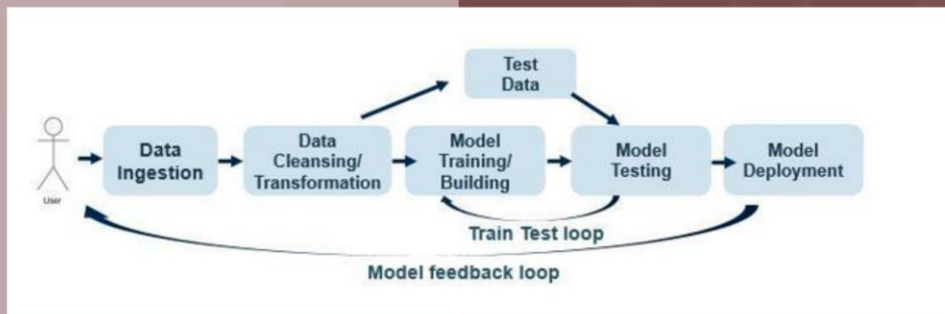 Test
Data
User
Data
Ingestion
Data
Cleansing/
Transformation
Model
Training/
Building
Model
Testing
Model
Deployment
Train Test loop
Model feedback loop